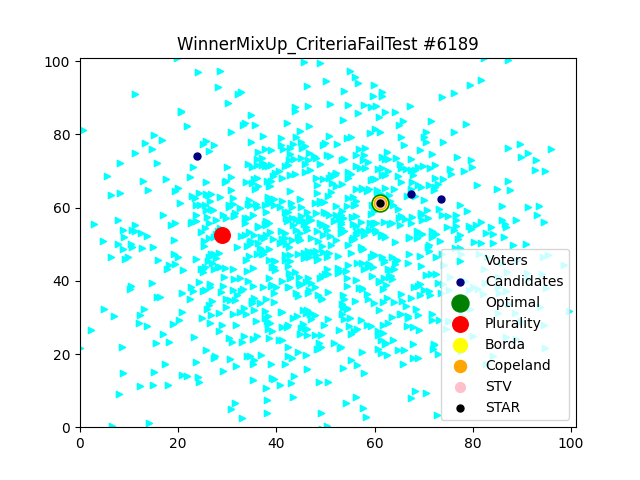 WinnerMixUp_CriteriaFailTest #6189
100
80
60
40
20
0
0 20 40 60 80 100
Voters
Candidates
Optimal
Plurality
Borda
Copeland
STV
STAR